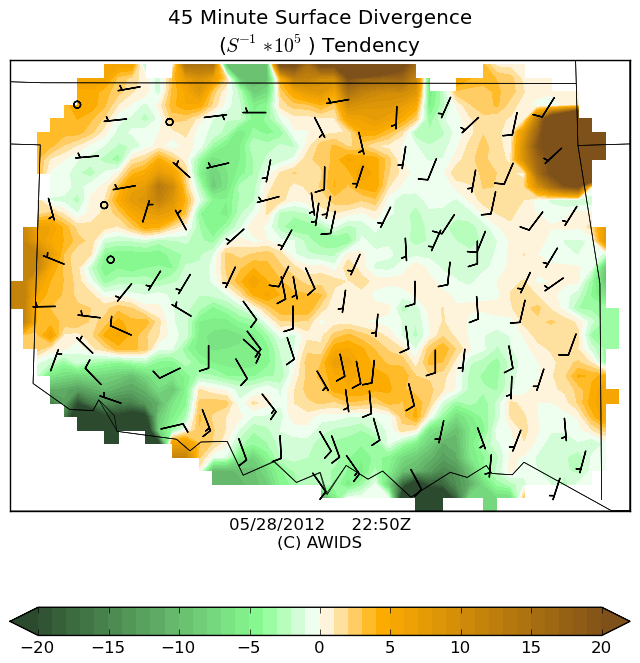 45 Minute Surface Divergence
(S⁻¹ ∗ 10⁵ ) Tendency
05/28/2012 22:50Z
(C) AWIDS
−20 −15 −10 −5 0 5 10 15 20